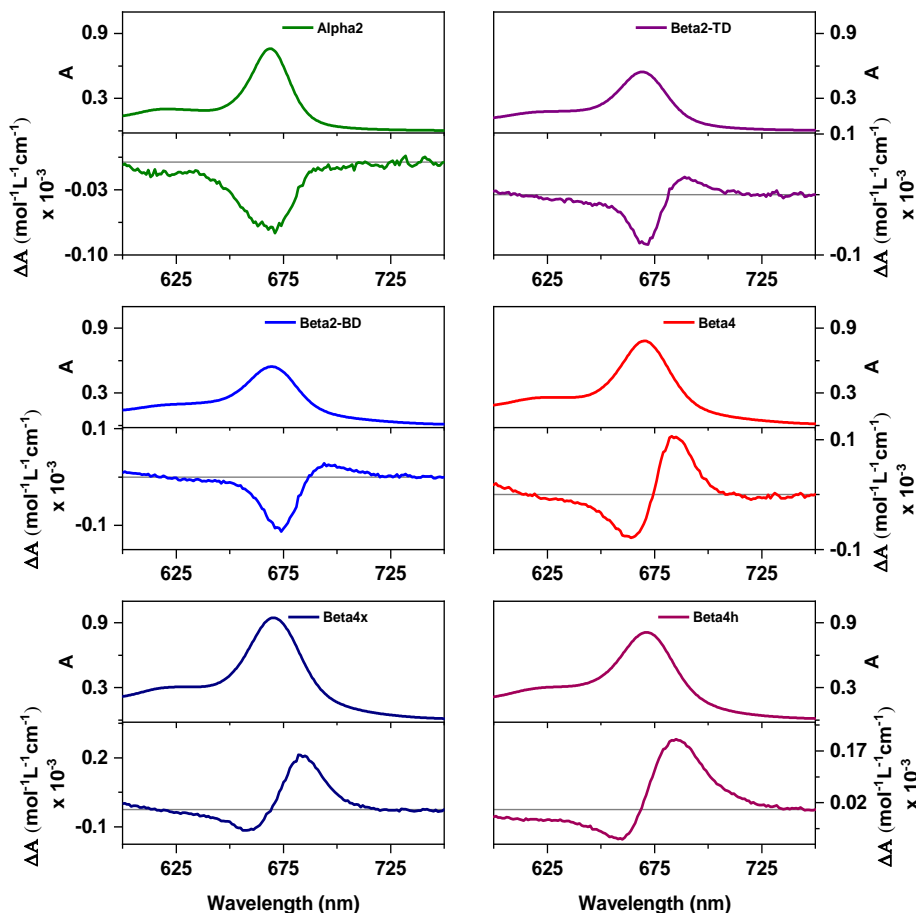 Alpha2
0.9
0.3
A
-0.03
-0.10
ΔA (mol⁻¹L⁻¹cm⁻¹)
x 10⁻³
625 675 725
Beta2-TD
0.9
0.3
A
0.1
-0.1
ΔA (mol⁻¹L⁻¹cm⁻¹)
x 10⁻³
625 675 725
Beta2-BD
0.9
0.3
A
0.1
-0.1
ΔA (mol⁻¹L⁻¹cm⁻¹)
x 10⁻³
625 675 725
Beta4
0.9
0.3
A
0.1
-0.1
ΔA (mol⁻¹L⁻¹cm⁻¹)
x 10⁻³
625 675 725
Beta4x
0.9
0.3
A
0.2
-0.1
ΔA (mol⁻¹L⁻¹cm⁻¹)
x 10⁻³
625 675 725
Wavelength (nm)
Beta4h
0.9
0.3
A
0.17
0.02
ΔA (mol⁻¹L⁻¹cm⁻¹)
x 10⁻³
625 675 725
Wavelength (nm)